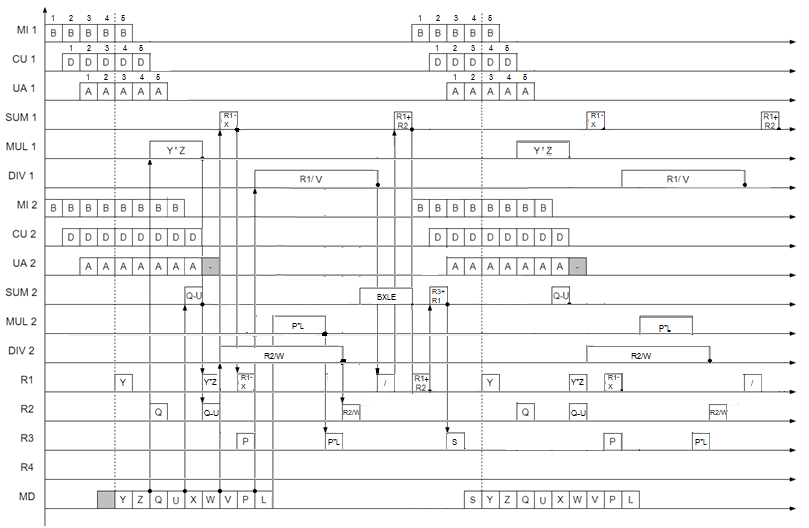 1 2 3 4 5 1 2 3 4 5
MI 1 B B B B B B B B B B
1 2 3 4 5 1 2 3 4 5
CU 1 D D D D D D D D D D
1 2 3 4 5 1 2 3 4 5
UA 1 A A A A A A A A A A
SUM 1 R1- X R1+ R2 R1- X R1+ R2
MUL 1 Y * Z Y * Z
DIV 1 R1/ V R1/ V
MI 2 B B B B B B B B B B B B B B B B
CU 2 D D D D D D D D D D D D D D D D
UA 2 A A A A A A A - A A A A A A A -
SUM 2 Q-U BXLE R3+ R1 Q-U
MUL 2 P*L P*L
DIV 2 R2/W R2/W
R1 Y Y*Z R1- X / R1+ R2 Y Y*Z R1- X /
R2 Q Q-U R2/W Q Q-U R2/W
R3 P P*L S P P*L
R4
MD Y Z Q U X W V P L S Y Z Q U X W V P L